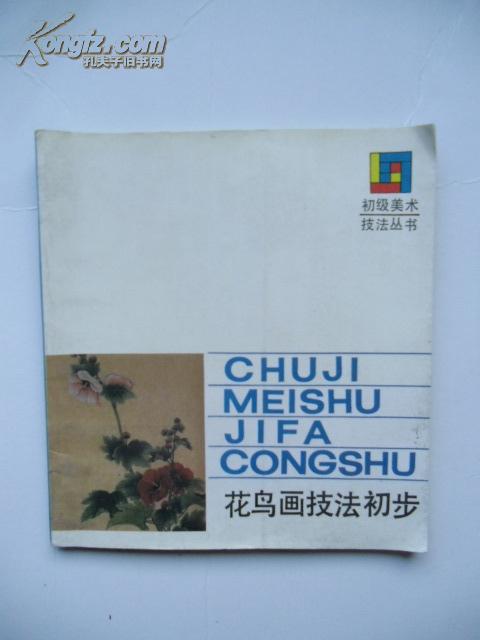 Kongfz.com
孔夫子旧书网
初级美术
技法丛书
CHUJI
MEISHU
JIFA
CONGSHU
花鸟画技法初步